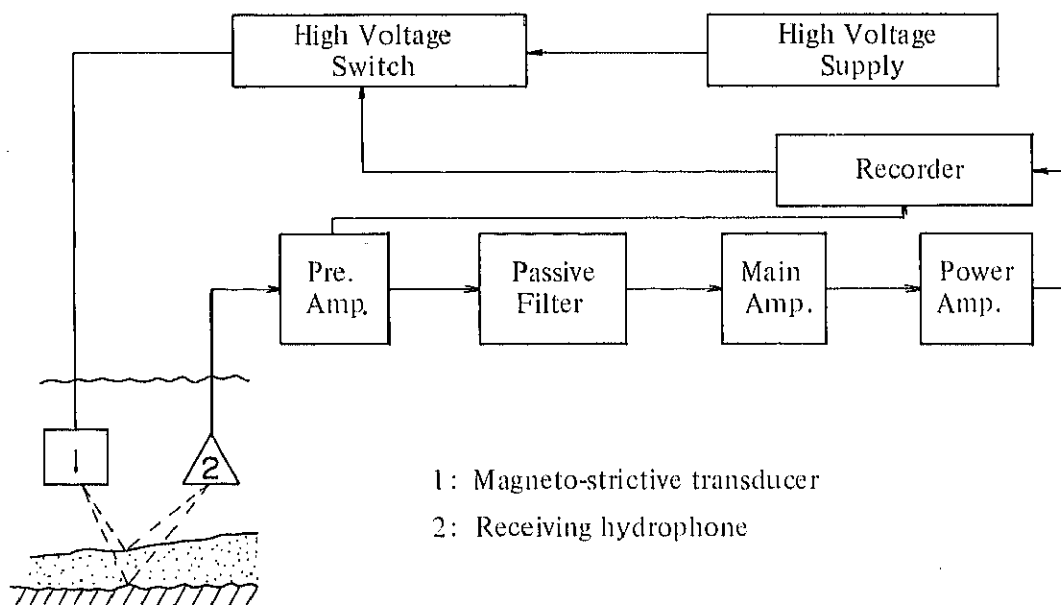 High Voltage
Switch
High Voltage
Supply
Recorder
Pre.
Amp.
Passive
Filter
Main
Amp.
Power
Amp.
1
2
1: Magneto-strictive transducer
2: Receiving hydrophone